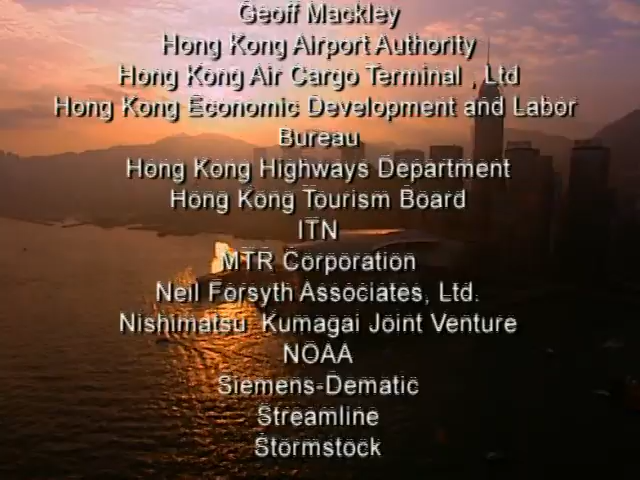 Geoff Mackley
Hong Kong Airport Authority
Hong Kong Air Cargo Terminal , Ltd
Hong Kong Economic Development and Labor
Bureau
Hong Kong Highways Department
Hong Kong Tourism Board
ITN
MTR Corporation
Neil Forsyth Associates, Ltd.
Nishimatsu Kumagai Joint Venture
NOAA
Siemens-Dematic
Streamline
Stormstock